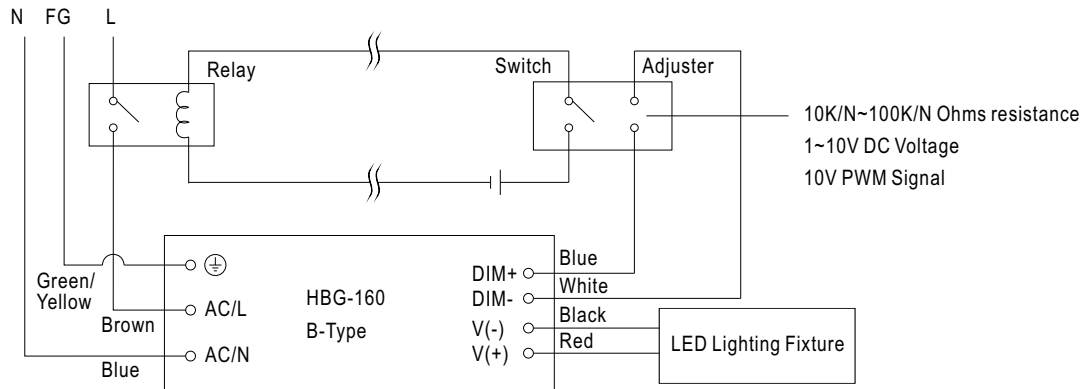 N FG L
Relay
Switch
Adjuster
10K/N~100K/N Ohms resistance
1~10V DC Voltage
10V PWM Signal
Green/
Yellow
Brown
Blue
AC/L
AC/N
HBG-160
B-Type
DIM+
DIM-
V(-)
V(+)
Blue
White
Black
Red
LED Lighting Fixture